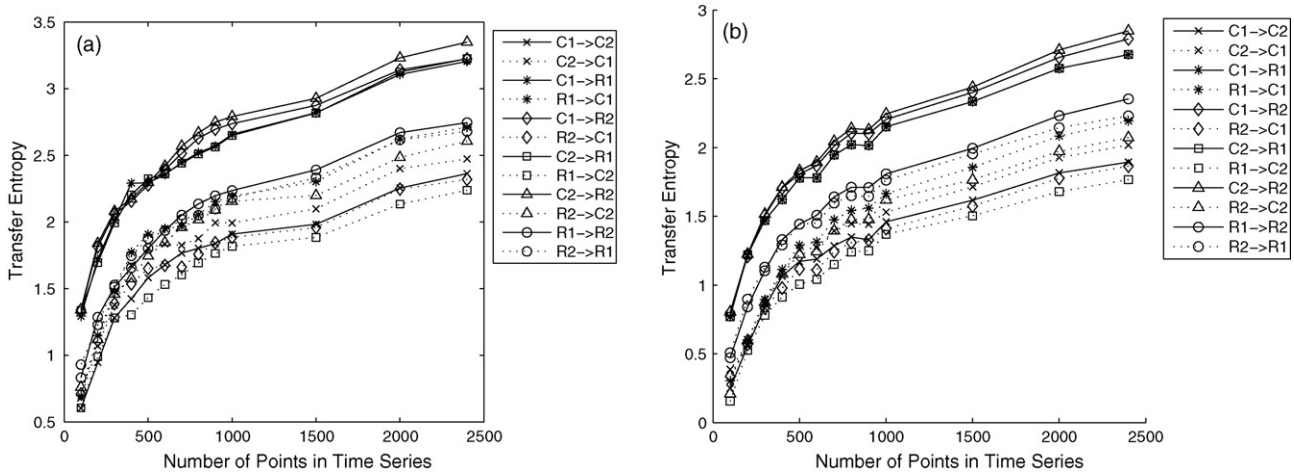 (a)
Transfer Entropy
3.5
3
2.5
2
1.5
1
0.5
0
500
1000
1500
2000
2500
Number of Points in Time Series
C1->C2
C2->C1
C1->R1
R1->C1
C1->R2
R2->C1
C2->R1
R1->C2
C2->R2
R2->C2
R1->R2
R2->R1
(b)
Transfer Entropy
3
2.5
2
1.5
1
0.5
0
0
500
1000
1500
2000
2500
Number of Points in Time Series
C1->C2
C2->C1
C1->R1
R1->C1
C1->R2
R2->C1
C2->R1
R1->C2
C2->R2
R2->C2
R1->R2
R2->R1